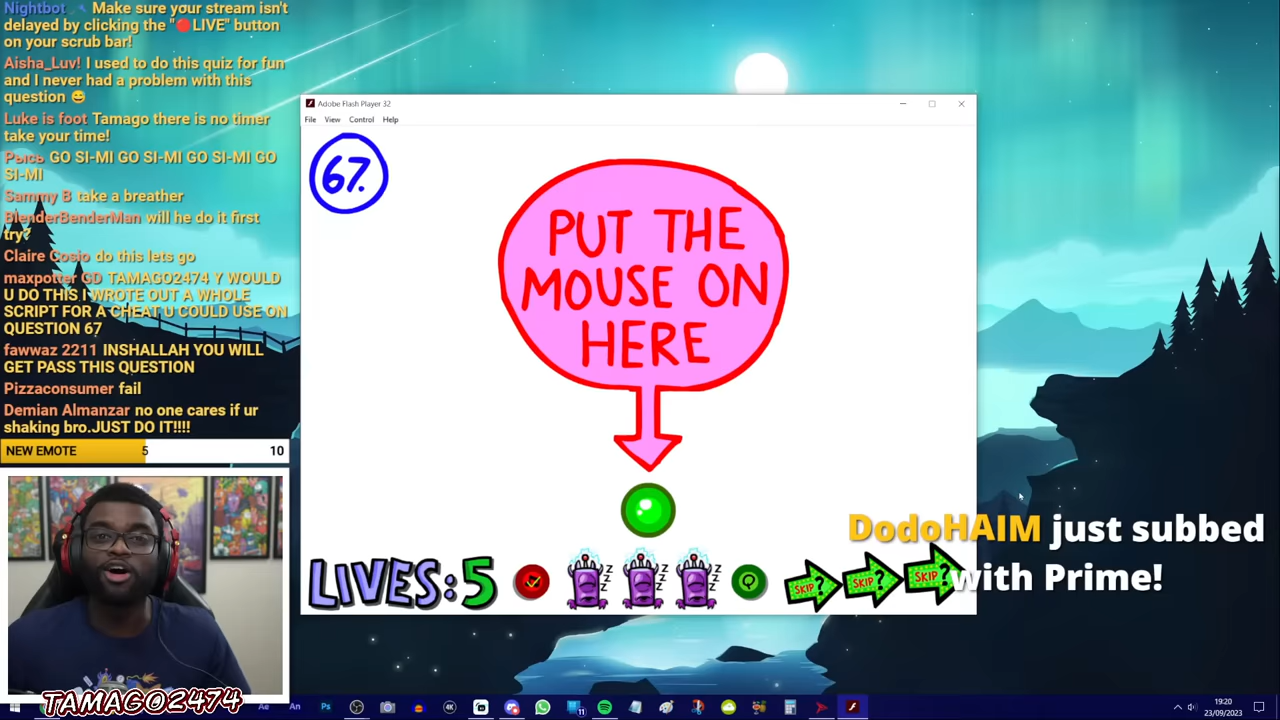 Nightbot Make sure your stream isn't
delayed by clicking the "🔴LIVE" button
on your scrub bar!
Aisha_Luv! I used to do this quiz for fun
and I never had a problem with this
question 😅
Luke is foot Tamago there is no timer
take your time!
Рысь GO SI-MI GO SI-MI GO SI-MI GO
SI-MI
Sammy B take a breather
BlenderBenderMan will he do it first
try?
Claire Cosio do this lets go
maxpotter GD TAMAGO2474 Y WOULD
U DO THIS I WROTE OUT A WHOLE
SCRIPT FOR A CHEAT U COULD USE ON
QUESTION 67
fawwaz 2211 INSHALLAH YOU WILL
GET PASS THIS QUESTION
Pizzaconsumer fail
Demian Almanzar no one cares if ur
shaking bro.JUST DO IT!!!!
NEW EMOTE 5 10
Adobe Flash Player 32
File View Control Help
67.
PUT THE
MOUSE ON
HERE
LIVES:5
z z z
z z z
z z z
SKIP? SKIP? SKIP?
DodoHAIM just subbed
with Prime!
TAMAGO2474
Ae An Ps 4K 11
19:20
23/09/2023